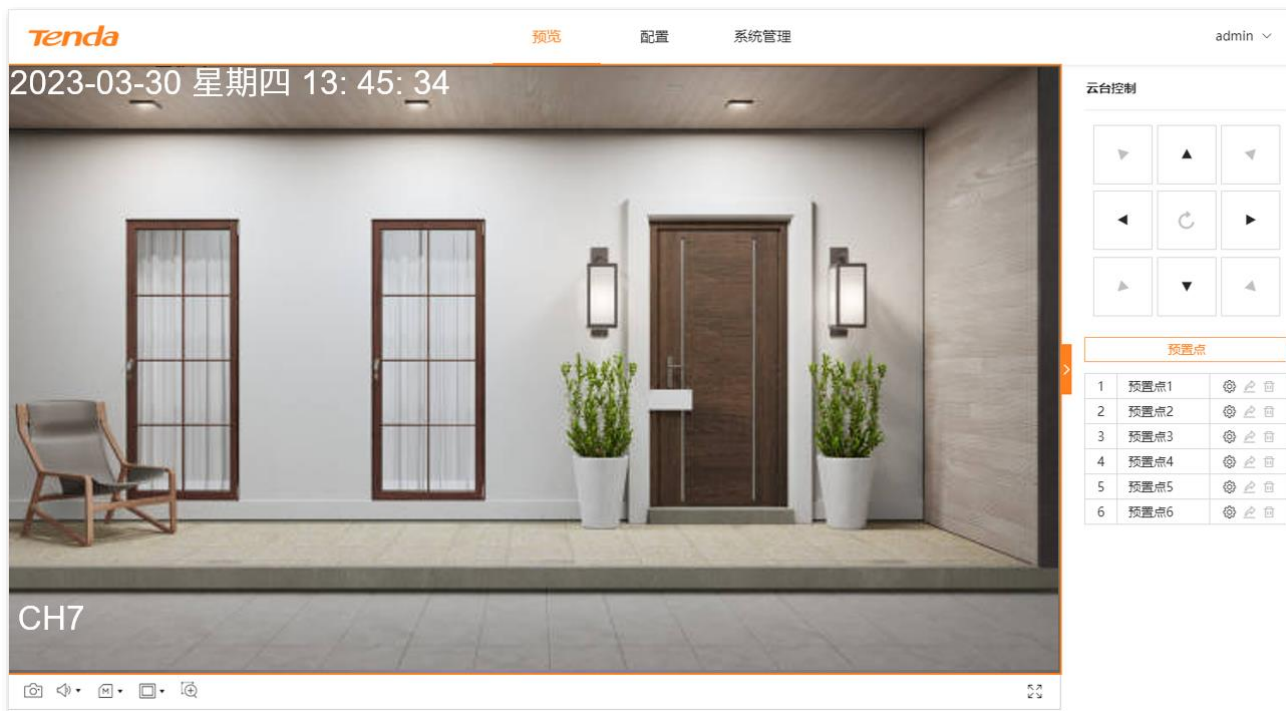 Tenda
预览
配置
系统管理
admin
2023-03-30 星期四 13: 45: 34
云台控制
预置点
1 预置点1
2 预置点2
3 预置点3
4 预置点4
5 预置点5
6 预置点6
CH7
M